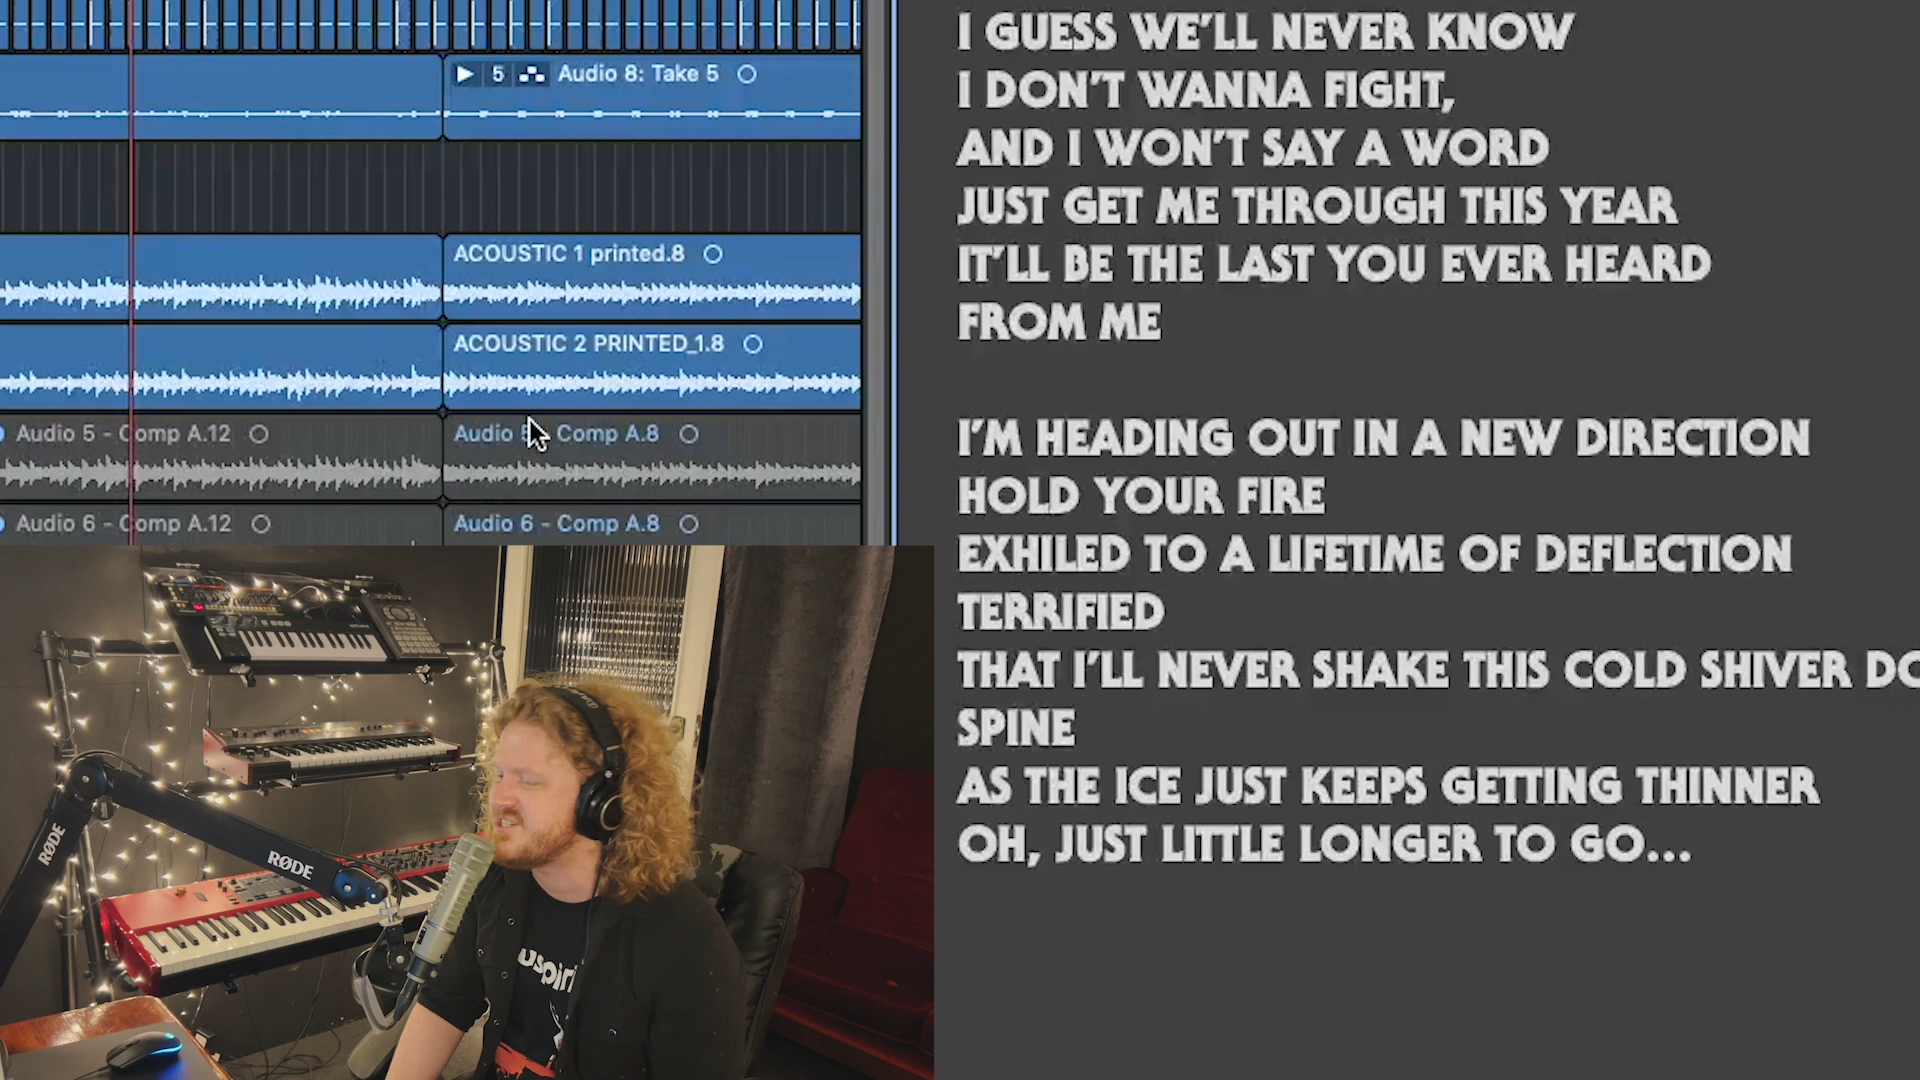 5 Audio 8: Take 5
ACOUSTIC 1 printed.8
ACOUSTIC 2 PRINTED_1.8
Audio 5 - Comp A.12
Audio Comp A.8
Audio 6 - Comp A.12
Audio 6 - Comp A.8
RØDE
RØDE
I GUESS WE'LL NEVER KNOW
I DON'T WANNA FIGHT,
AND I WON'T SAY A WORD
JUST GET ME THROUGH THIS YEAR
IT'LL BE THE LAST YOU EVER HEARD
FROM ME
I'M HEADING OUT IN A NEW DIRECTION
HOLD YOUR FIRE
EXHILED TO A LIFETIME OF DEFLECTION
TERRIFIED
THAT I'LL NEVER SHAKE THIS COLD SHIVER
SPINE
AS THE ICE JUST KEEPS GETTING THINNER
OH, JUST LITTLE LONGER TO GO...